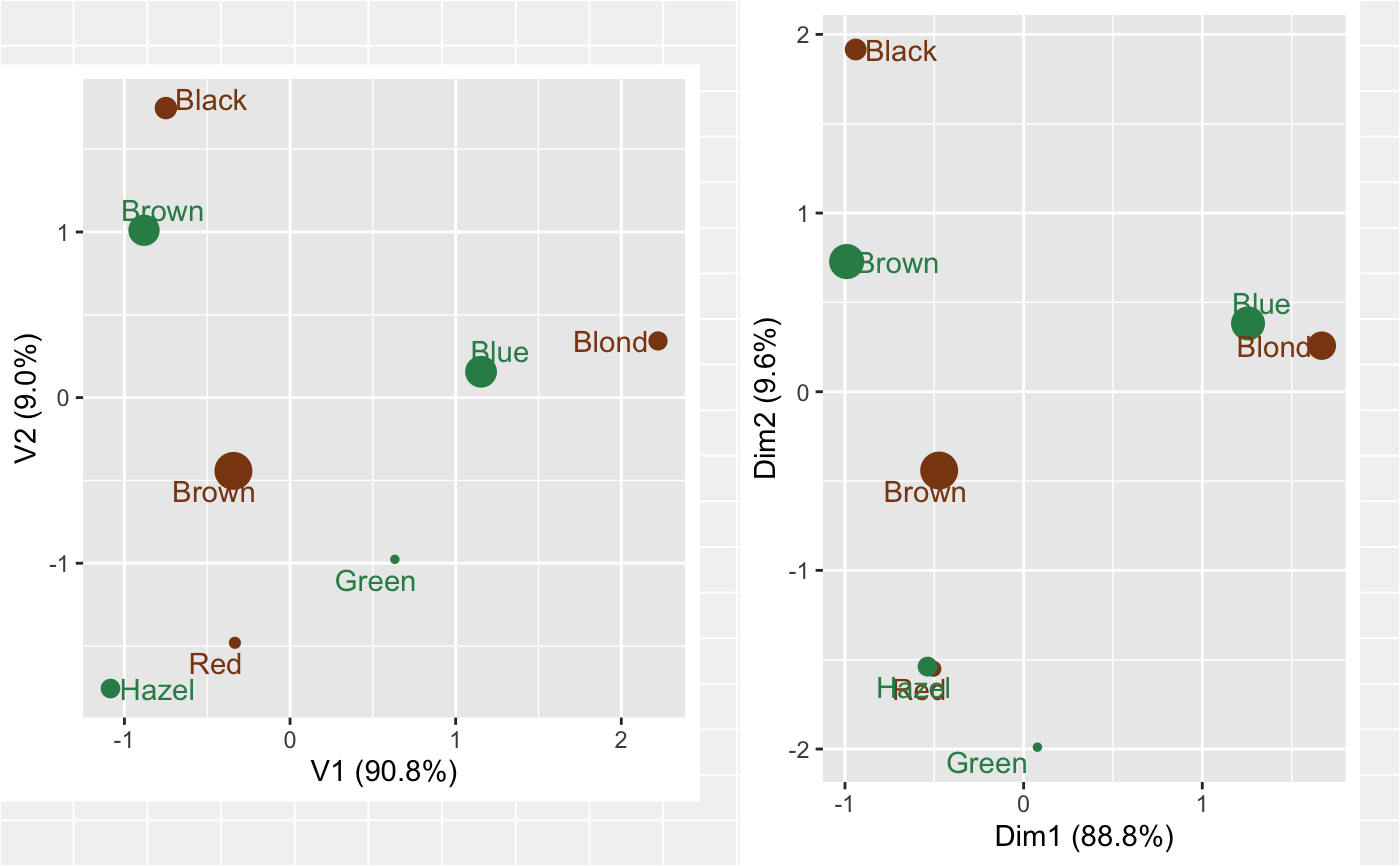 Black
Brown
1
V2 (9.0%)
Blond
Blue
0
Brown
-1
Green
Red
Hazel
-1
0
1
2
V1 (90.8%)
2
Black
1
Brown
Blue
Blond
Dim2 (9.6%)
0
Brown
-1
Hazel
Red
-2
Green
-1
0
1
Dim1 (88.8%)